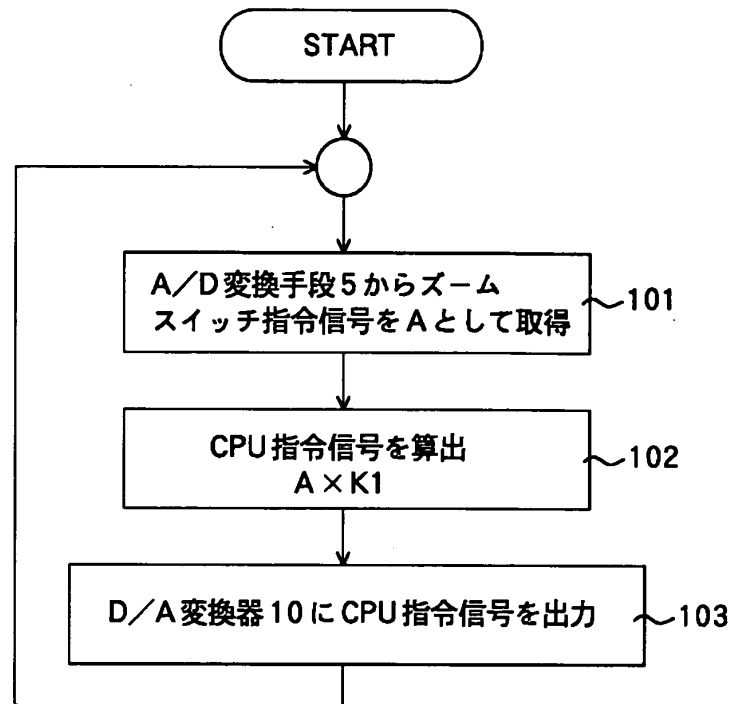 START
A/D変換手段5からズーム
スイッチ指令信号をAとして取得
101
CPU指令信号を算出
A×K1
102
D/A変換器10にCPU指令信号を出力
103